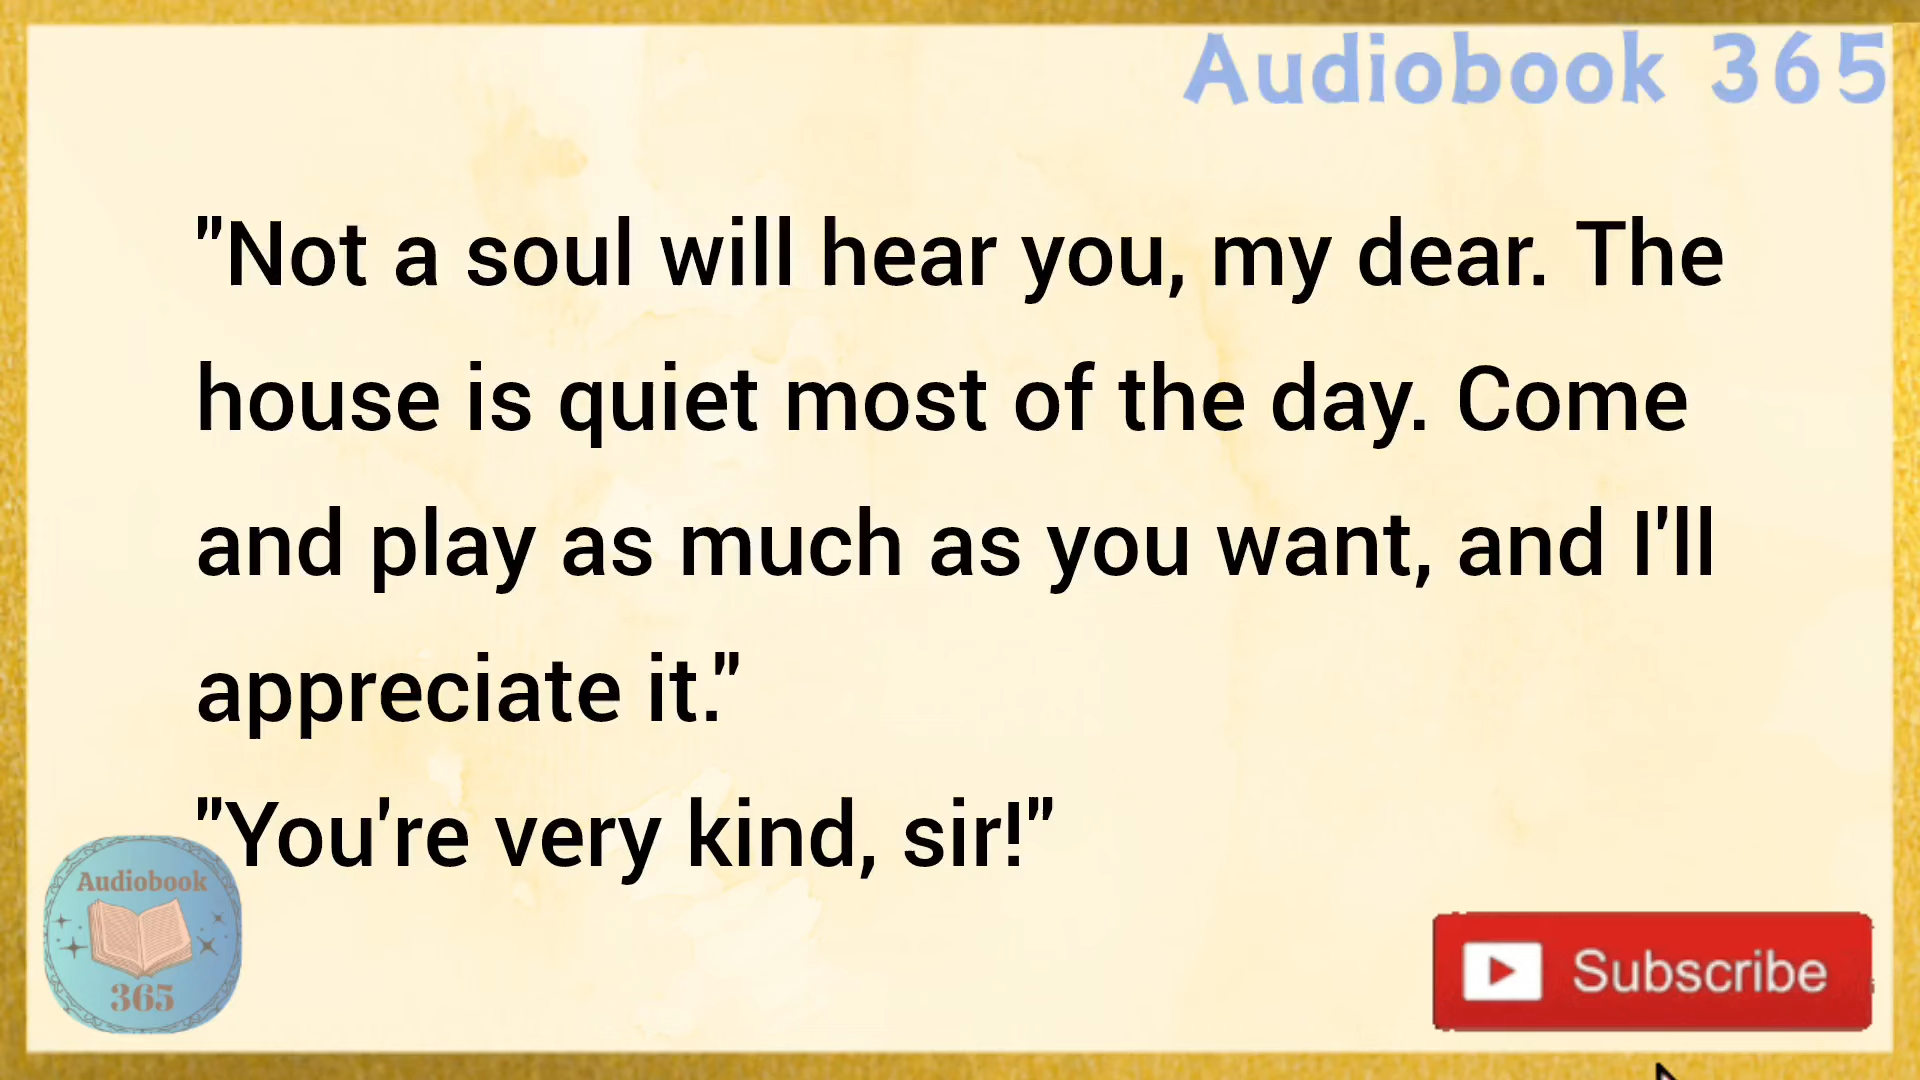 Audiobook 365
"Not a soul will hear you, my dear. The
house is quiet most of the day. Come
and play as much as you want, and I'll
appreciate it."
"You're very kind, sir!"
Audiobook
365
Subscribe